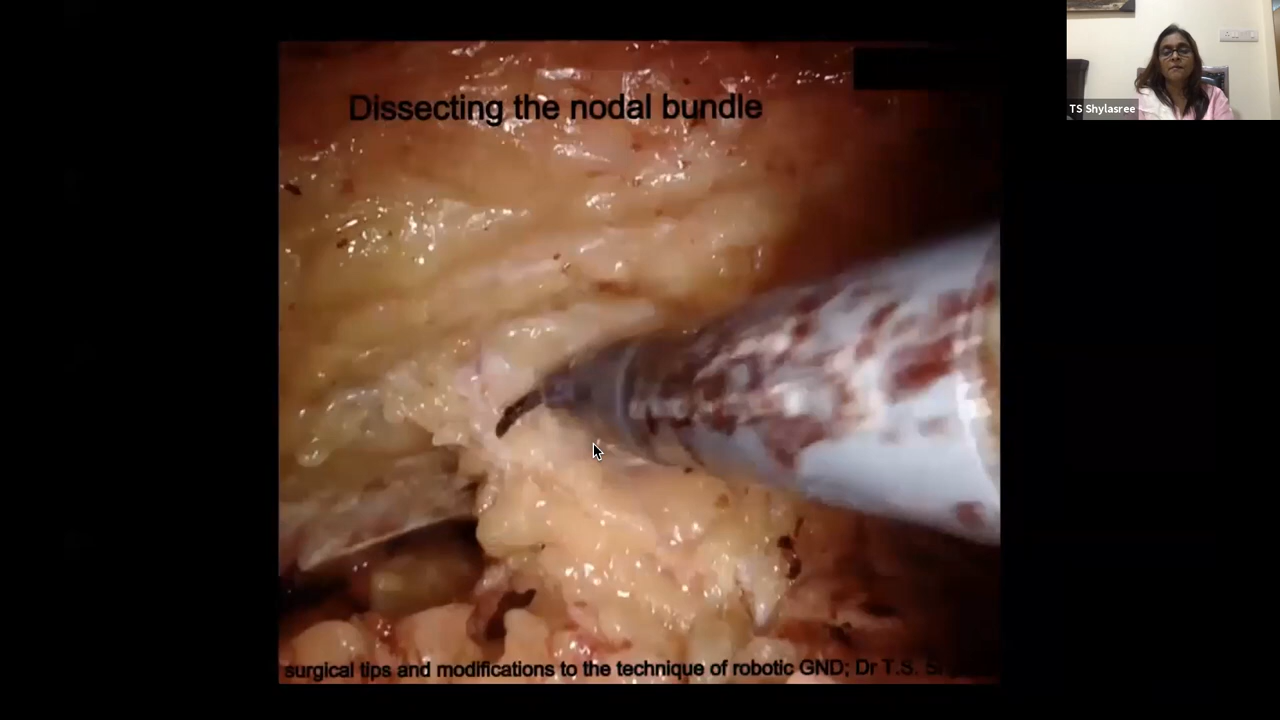 Dissecting the nodal bundle
TS Shylasree
surgical tips and modifications to the technique of robotic GND; Dr T.S.